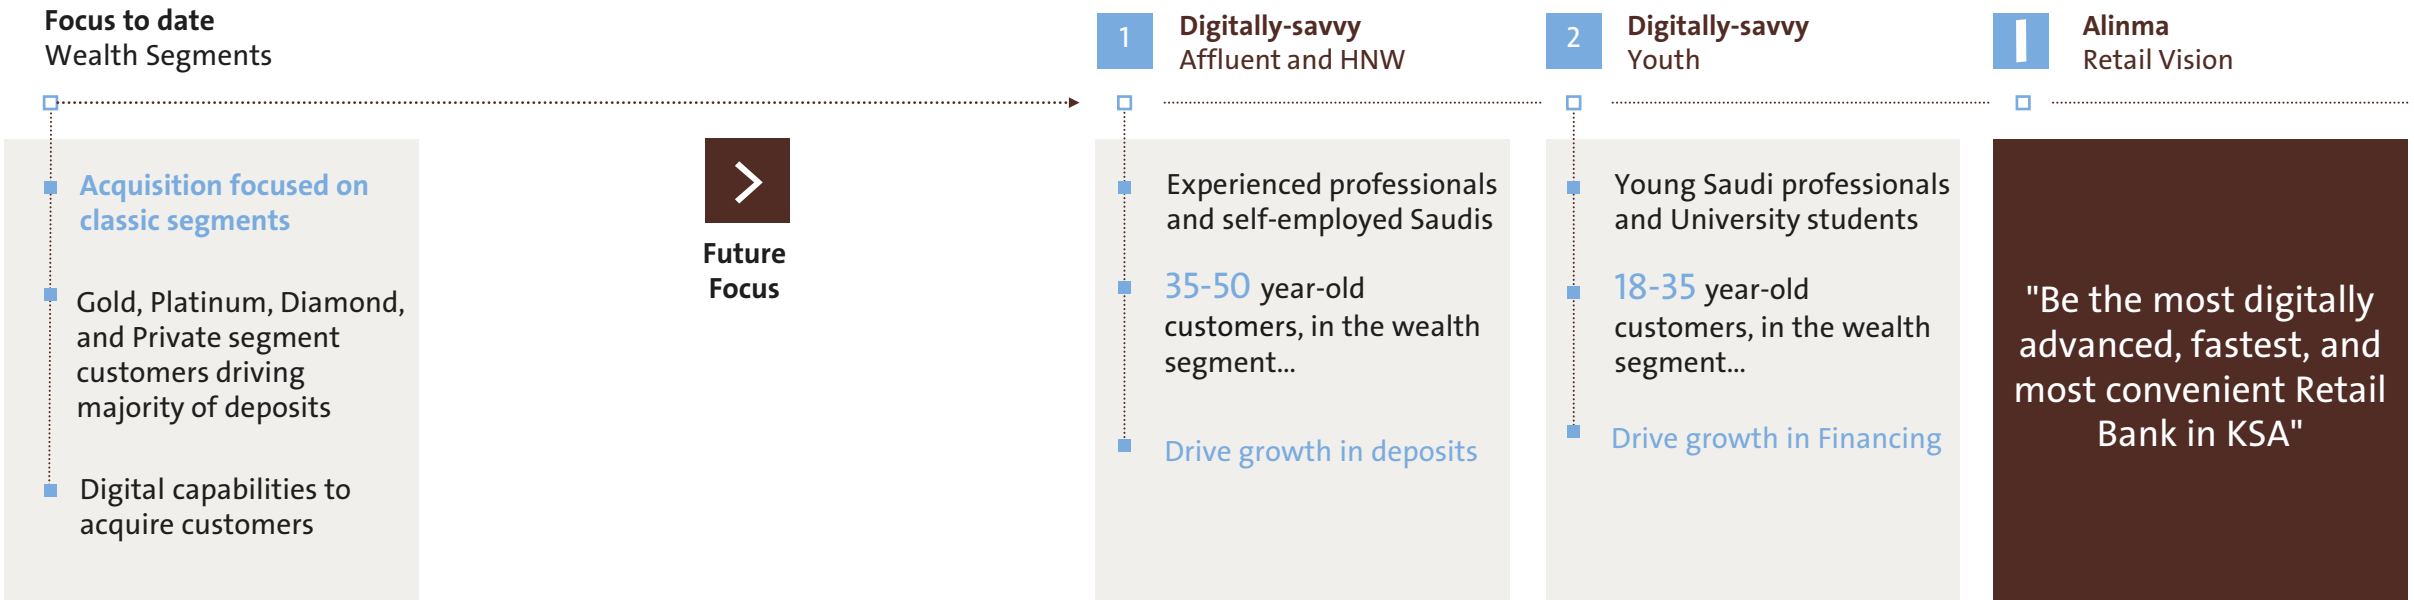 Focus to date
Wealth Segments
Acquisition focused on
classic segments
Gold, Platinum, Diamond,
and Private segment
customers driving
majority of deposits
Digital capabilities to
acquire customers
Future
Focus
1
Digitally-savvy
Affluent and HNW
Experienced professionals
and self-employed Saudis
35-50 year-old
customers, in the wealth
segment...
Drive growth in deposits
2
Digitally-savvy
Youth
Young Saudi professionals
and University students
18-35 year-old
customers, in the wealth
segment...
Drive growth in Financing
Alinma
Retail Vision
"Be the most digitally
advanced, fastest, and
most convenient Retail
Bank in KSA"